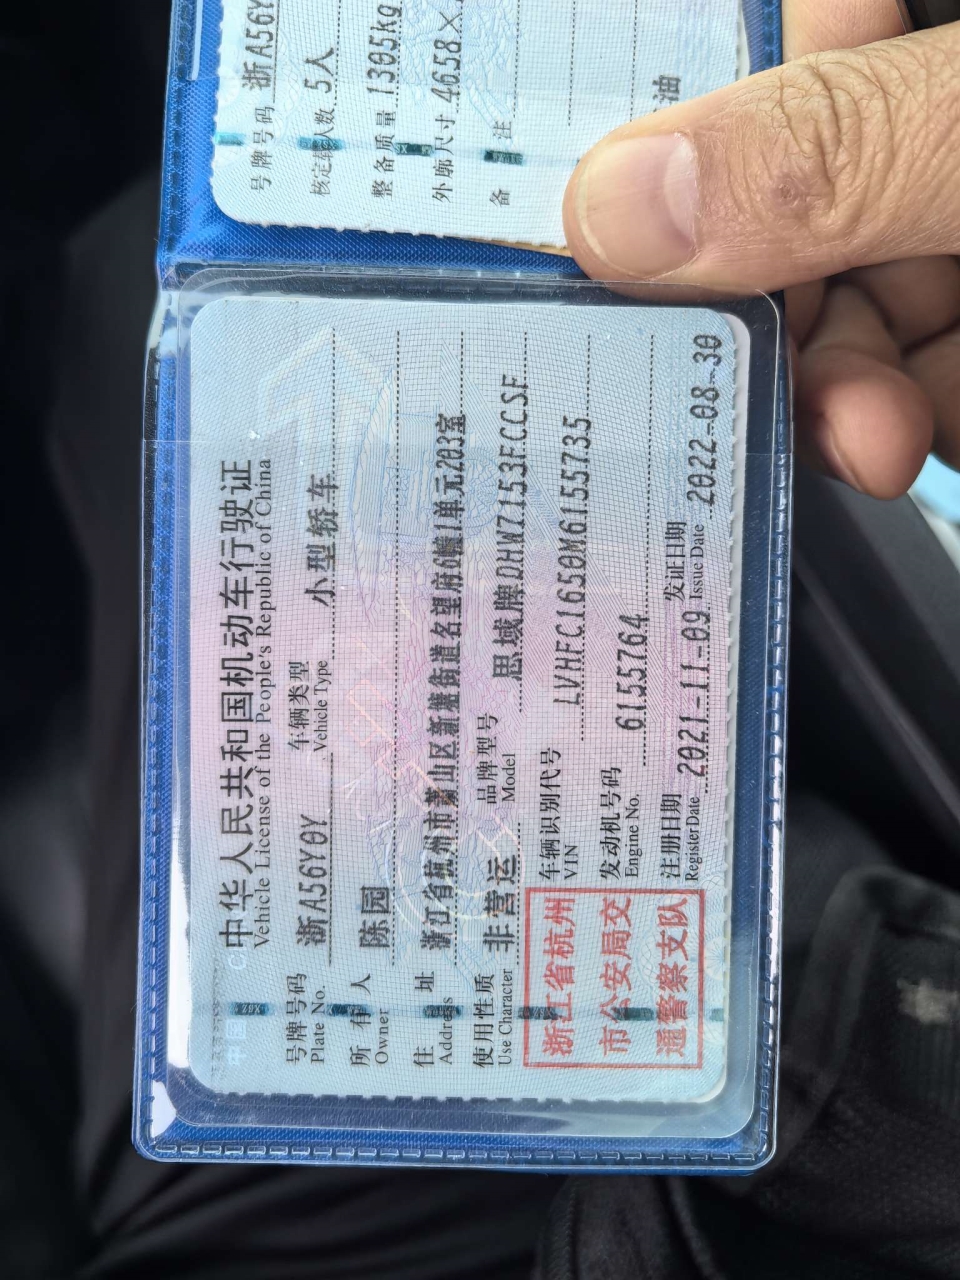 中华人民共和国机动车行驶证
Vehicle License of the People's Republic of China
号牌号码 浙A56Y0Y 车辆类型 小型轿车
Plate No. Vehicle Type
所有人 陈园
Owner
住址 浙江省杭州市萧山区新塘街道名望府6幢1单元203室
Address
使用性质 非营运 品牌型号 思域牌DHW7153FCCSF
Use Character Model
浙江省杭州
市公安局交
通警察支队
车辆识别代号 LVHFC1650M6155735
VIN
发动机号码 6155764
Engine No.
注册日期 2021-11-09 发证日期 2022-08-30
Register Date Issue Date
号牌号码 浙A56Y
核定载人数 5人
整备质量 1305kg
外廓尺寸 4658×
备注
油
中国